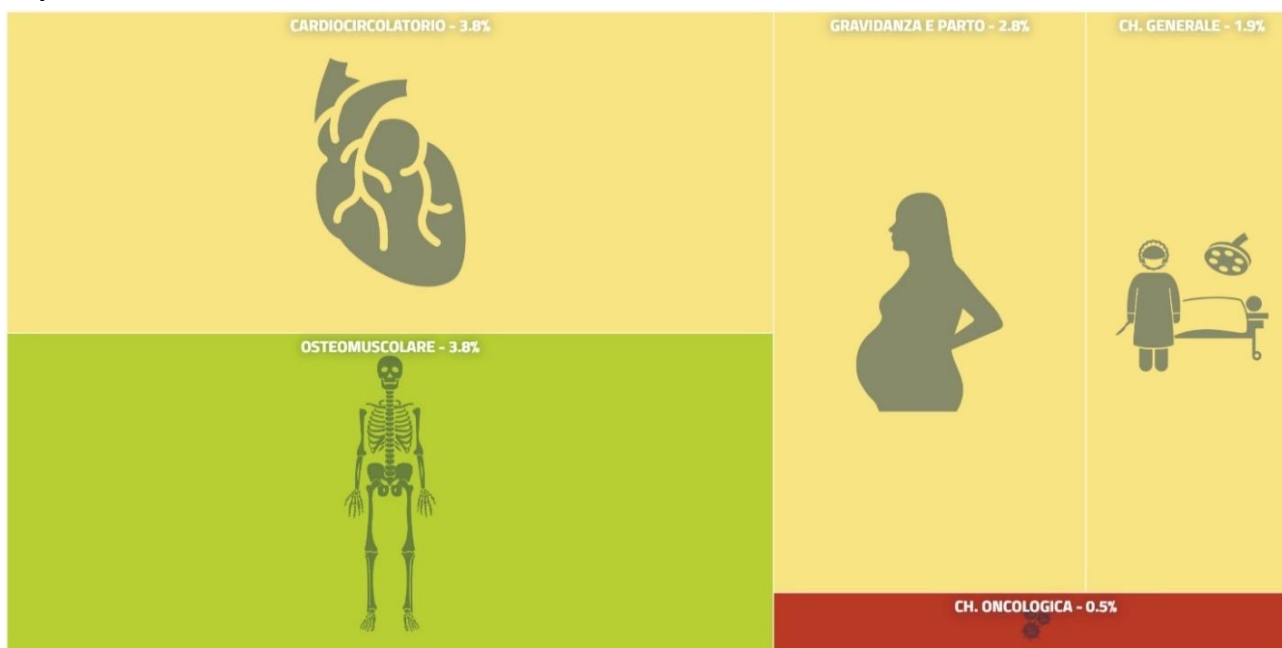 CARDIOCIRCOLATORIO - 3.8%
GRAVIDANZA E PARTO - 2.8%
CH. GENERALE - 1.9%
OSTEOMUSCOLARE - 3.8%
CH. ONCOLOGICA - 0.5%